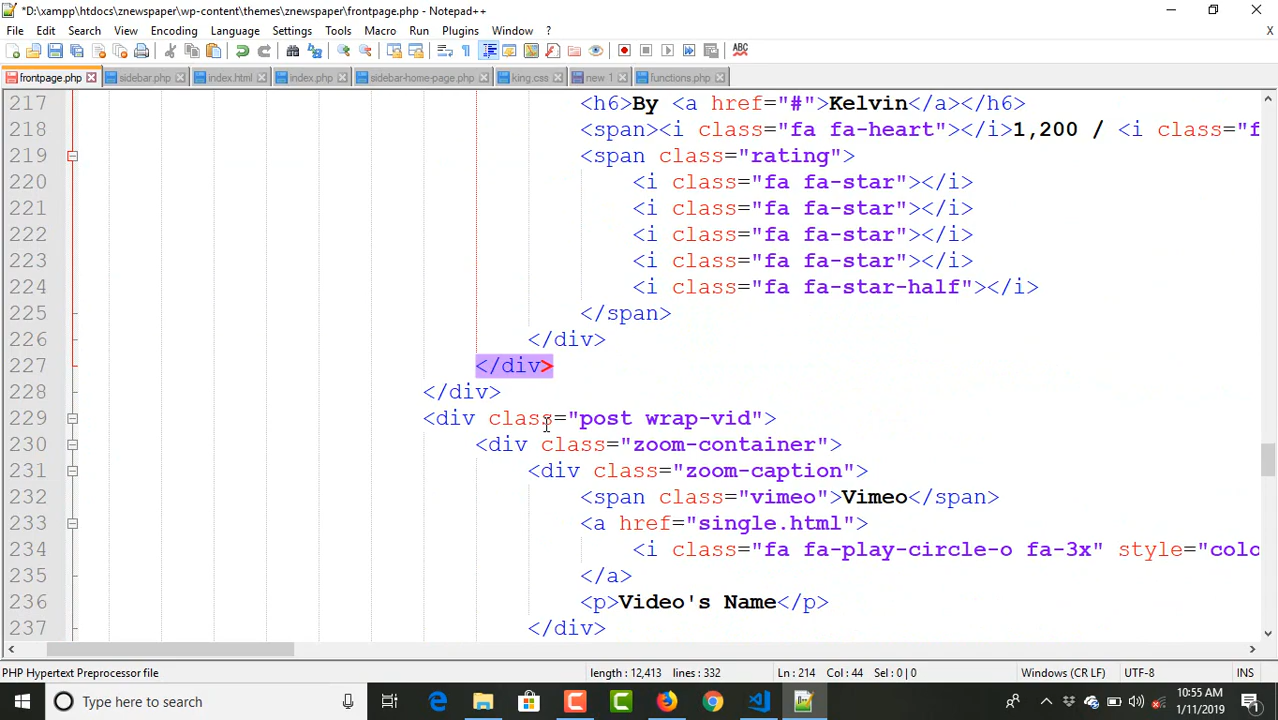 *D:\xampp\htdocs\znewspaper\wp-content\themes\znewspaper\frontpage.php - Notepad++
File Edit Search View Encoding Language Settings Tools Macro Run Plugins Window ? X
frontpage.php sidebar.php index.html index.php sidebar-home-page.php king.css new 1 functions.php
217 <h6>By <a href="#">Kelvin</a></h6>
218 <span><i class="fa fa-heart"></i>1,200 / <i class="f
219 <span class="rating">
220 <i class="fa fa-star"></i>
221 <i class="fa fa-star"></i>
222 <i class="fa fa-star"></i>
223 <i class="fa fa-star"></i>
224 <i class="fa fa-star-half"></i>
225 </span>
226 </div>
227 </div>
228 </div>
229 <div class="post wrap-vid">
230 <div class="zoom-container">
231 <div class="zoom-caption">
232 <span class="vimeo">Vimeo</span>
233 <a href="single.html">
234 <i class="fa fa-play-circle-o fa-3x" style="colo
235 </a>
236 <p>Video's Name</p>
237 </div>
PHP Hypertext Preprocessor file length : 12,413 lines : 332 Ln : 214 Col : 44 Sel : 0 | 0 Windows (CR LF) UTF-8 INS
Type here to search
10:55 AM
1/11/2019